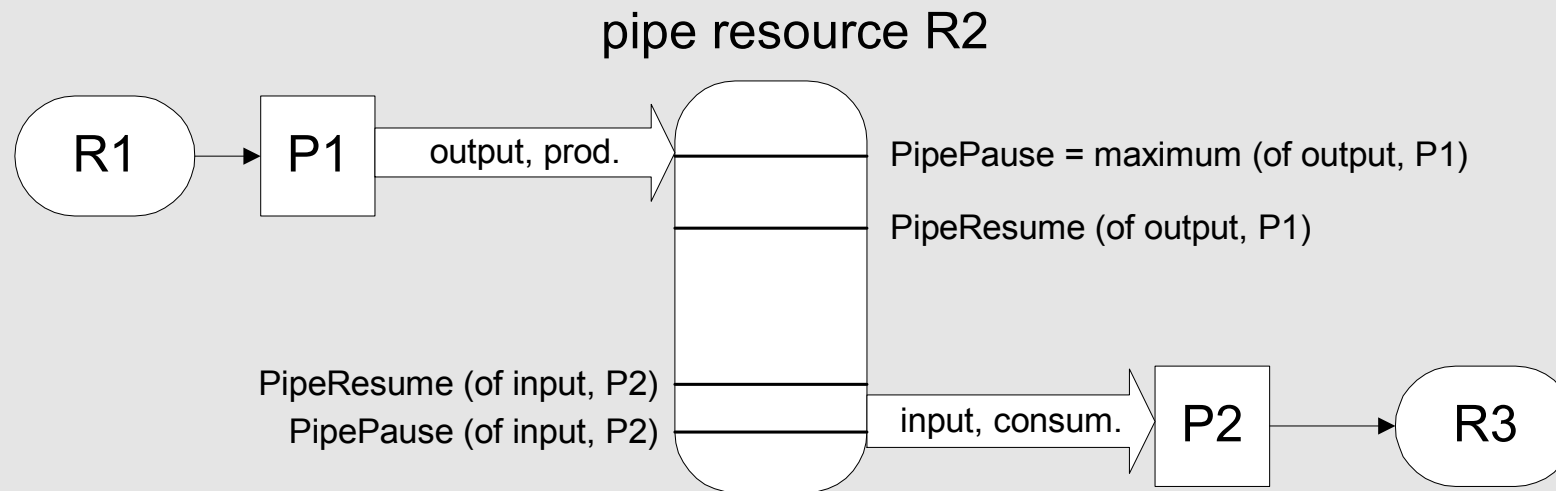 pipe resource R2
R1
P1
output, prod.
PipePause = maximum (of output, P1)
PipeResume (of output, P1)
PipeResume (of input, P2)
PipePause (of input, P2)
input, consum.
P2
R3